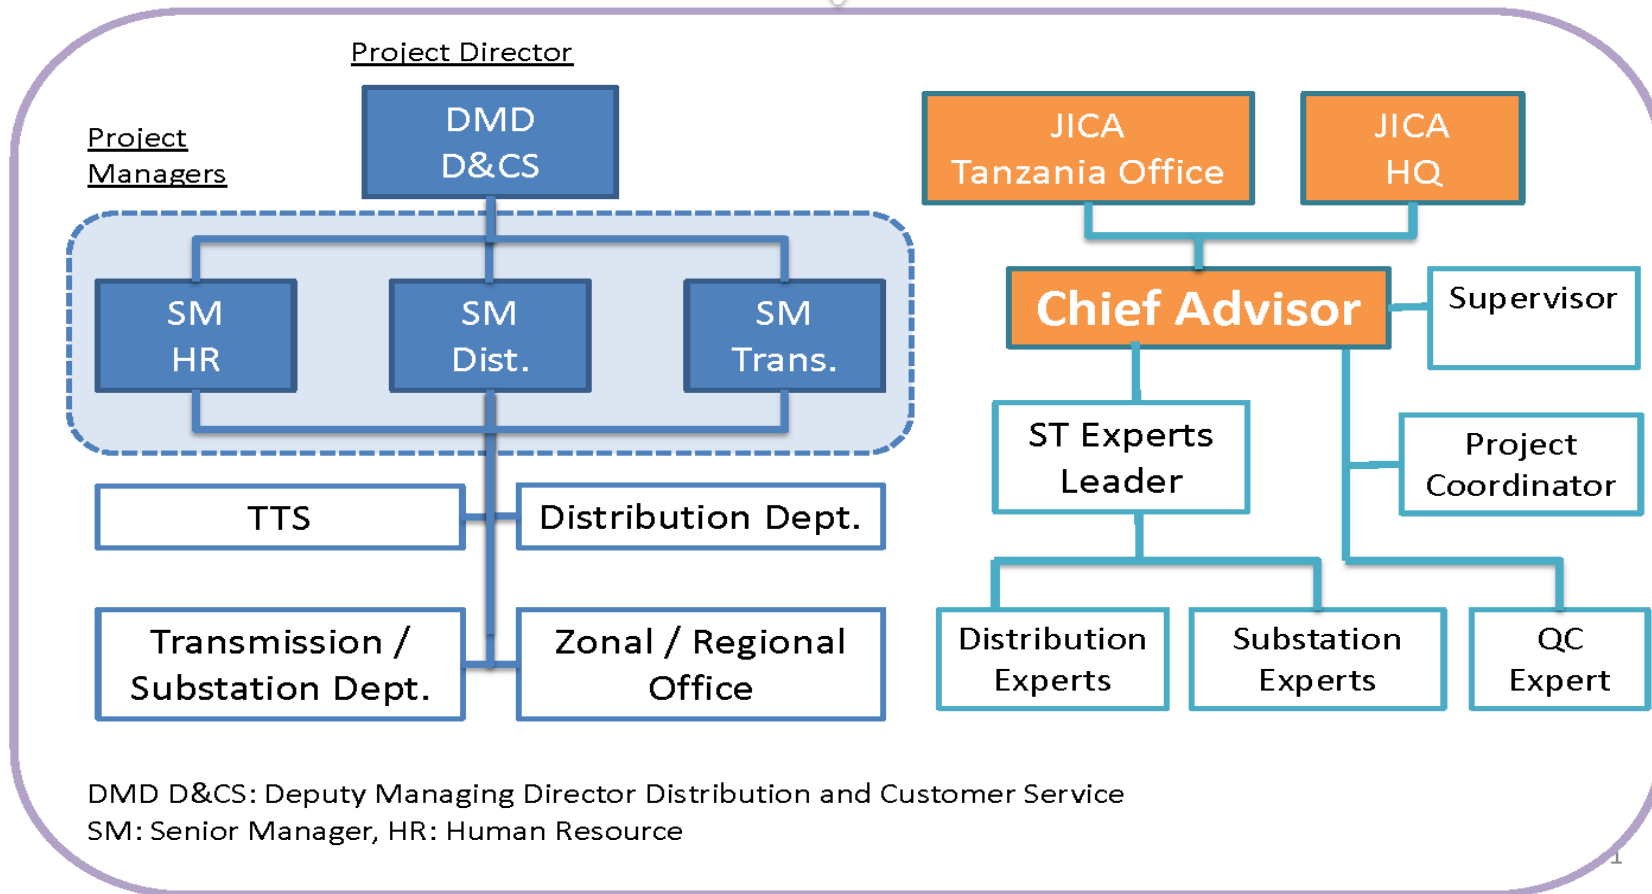 Project Director
Project
Managers
DMD
D&CS
SM
HR
SM
Dist.
SM
Trans.
TTS
Distribution Dept.
Transmission /
Substation Dept.
Zonal / Regional
Office
JICA
Tanzania Office
JICA
HQ
Chief Advisor
Supervisor
ST Experts
Leader
Project
Coordinator
Distribution
Experts
Substation
Experts
QC
Expert
DMD D&CS: Deputy Managing Director Distribution and Customer Service
SM: Senior Manager, HR: Human Resource
1